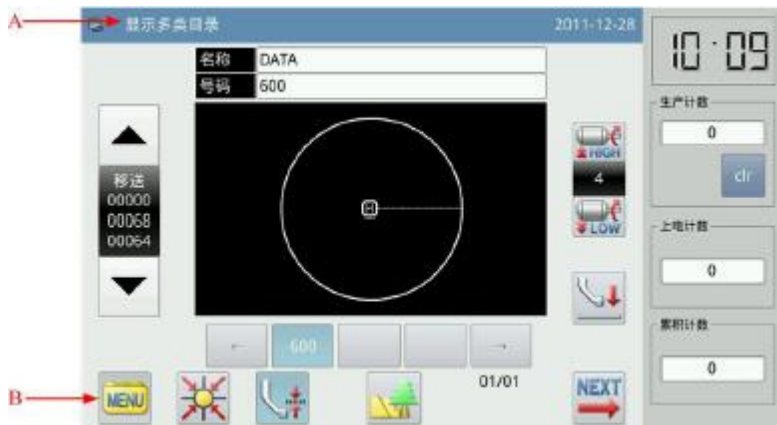 A
显示多类目录
2011-12-28
10:09
名称 DATA
号码 600
生产计数
0
clr
移送
00000
00068
00064
HIGH
4
LOW
上电计数
0
累积计数
0
← 600 →
01/01
B
MENU
NEXT